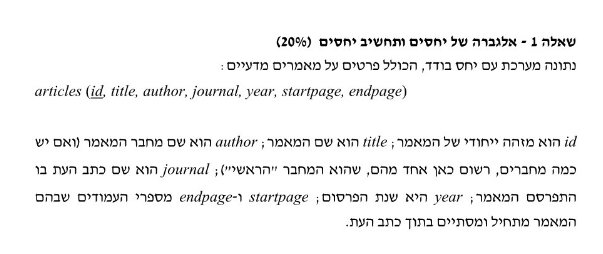 שאלה 1 - אלגברה של יחסים ותחשיב יחסים (20%)
נתונה מערכת עם יחס בודד, הכולל פרטים על מאמרים מדעיים :
articles (id, title, author, journal, year, startpage, endpage)
id הוא מזהה ייחודי של המאמר ; title הוא שם המאמר ; author הוא שם מחבר המאמר (ואם יש
כמה מחברים, רשום כאן אחד מהם, שהוא המחבר ״הראשי״) ; journal הוא שם כתב העת בו
התפרסם המאמר ; year היא שנת הפרסום ; startpage ו-endpage מספרי העמודים שבהם
המאמר מתחיל ומסתיים בתוך כתב העת.